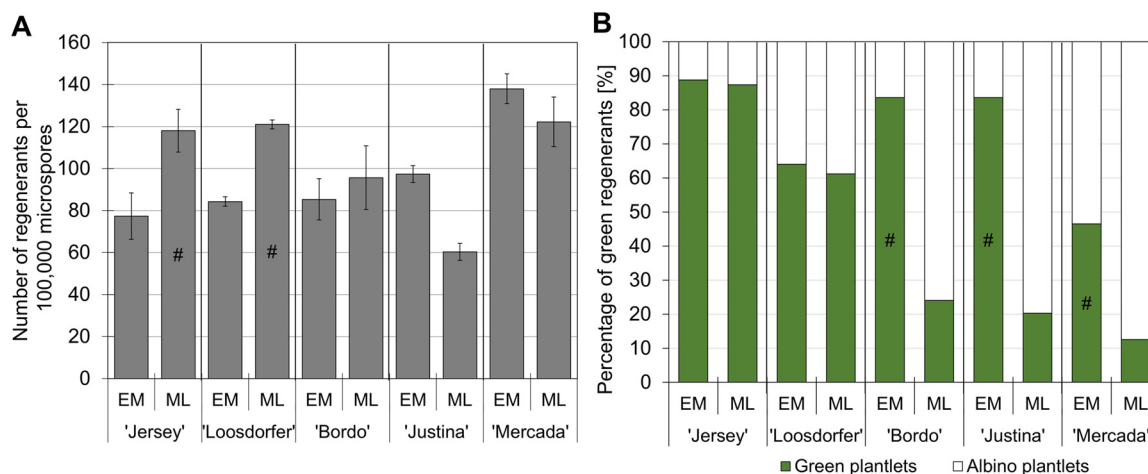 A
Number of regenerants per
100,000 microspores
160
140
120
100
80
60
40
20
0
#
#
EM ML EM ML EM ML EM ML EM ML
'Jersey' 'Loosdorfer' 'Bordo' 'Justina' 'Mercada'
B
Percentage of green regenerants [%]
100
90
80
70
60
50
40
30
20
10
0
#
#
#
EM ML EM ML EM ML EM ML EM ML
'Jersey' 'Loosdorfer' 'Bordo' 'Justina' 'Mercada'
Green plantlets Albino plantlets